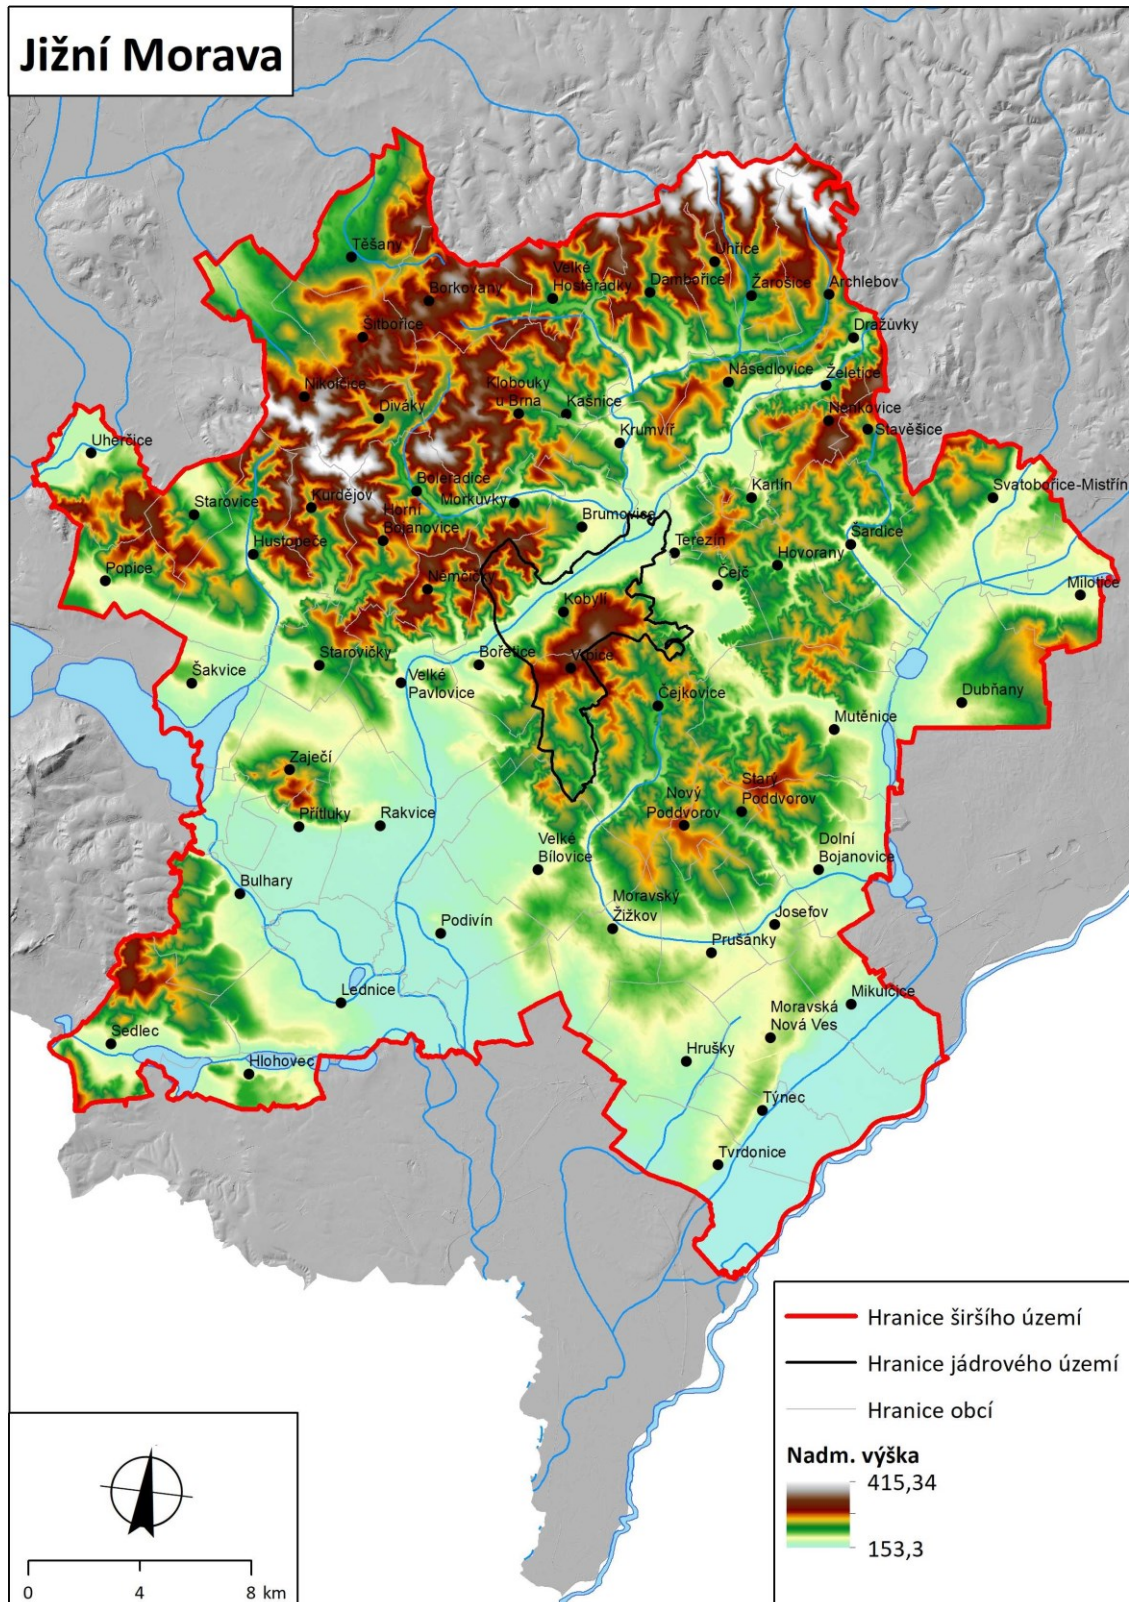 Jižní Morava
Těšany
Uhřice
Velké
Hostěrádky
Dambořice
Žarošice
Archlebov
Borkovany
Šitbořice
Dražůvky
Násedlovice
Želetice
Nikolčice
Diváky
Klobouky
u Brna
Kašnice
Nenkovice
Stavěšice
Krumvíř
Uherčice
Boleradice
Morkůvky
Karlín
Svatobořice-Mistřín
Starovice
Kurdějov
Horní
Bojanovice
Brumovice
Terezín
Šardice
Hustopeče
Hovorany
Popice
Němčičky
Čejč
Milotice
Kobylí
Starovičky
Bořetice
Vrbice
Šakvice
Velké
Pavlovice
Čejkovice
Dubňany
Mutěnice
Zaječí
Starý
Poddvorov
Nový
Poddvorov
Přítluky
Rakvice
Velké
Bílovice
Dolní
Bojanovice
Bulhary
Moravský
Žižkov
Podivín
Josefov
Prušánky
Lednice
Mikulčice
Moravská
Nová Ves
Sedlec
Hlohovec
Hrušky
Týnec
Tvrdonice
Hranice širšího území
Hranice jádrového území
Hranice obcí
Nadm. výška
415,34
153,3
0 4 8 km